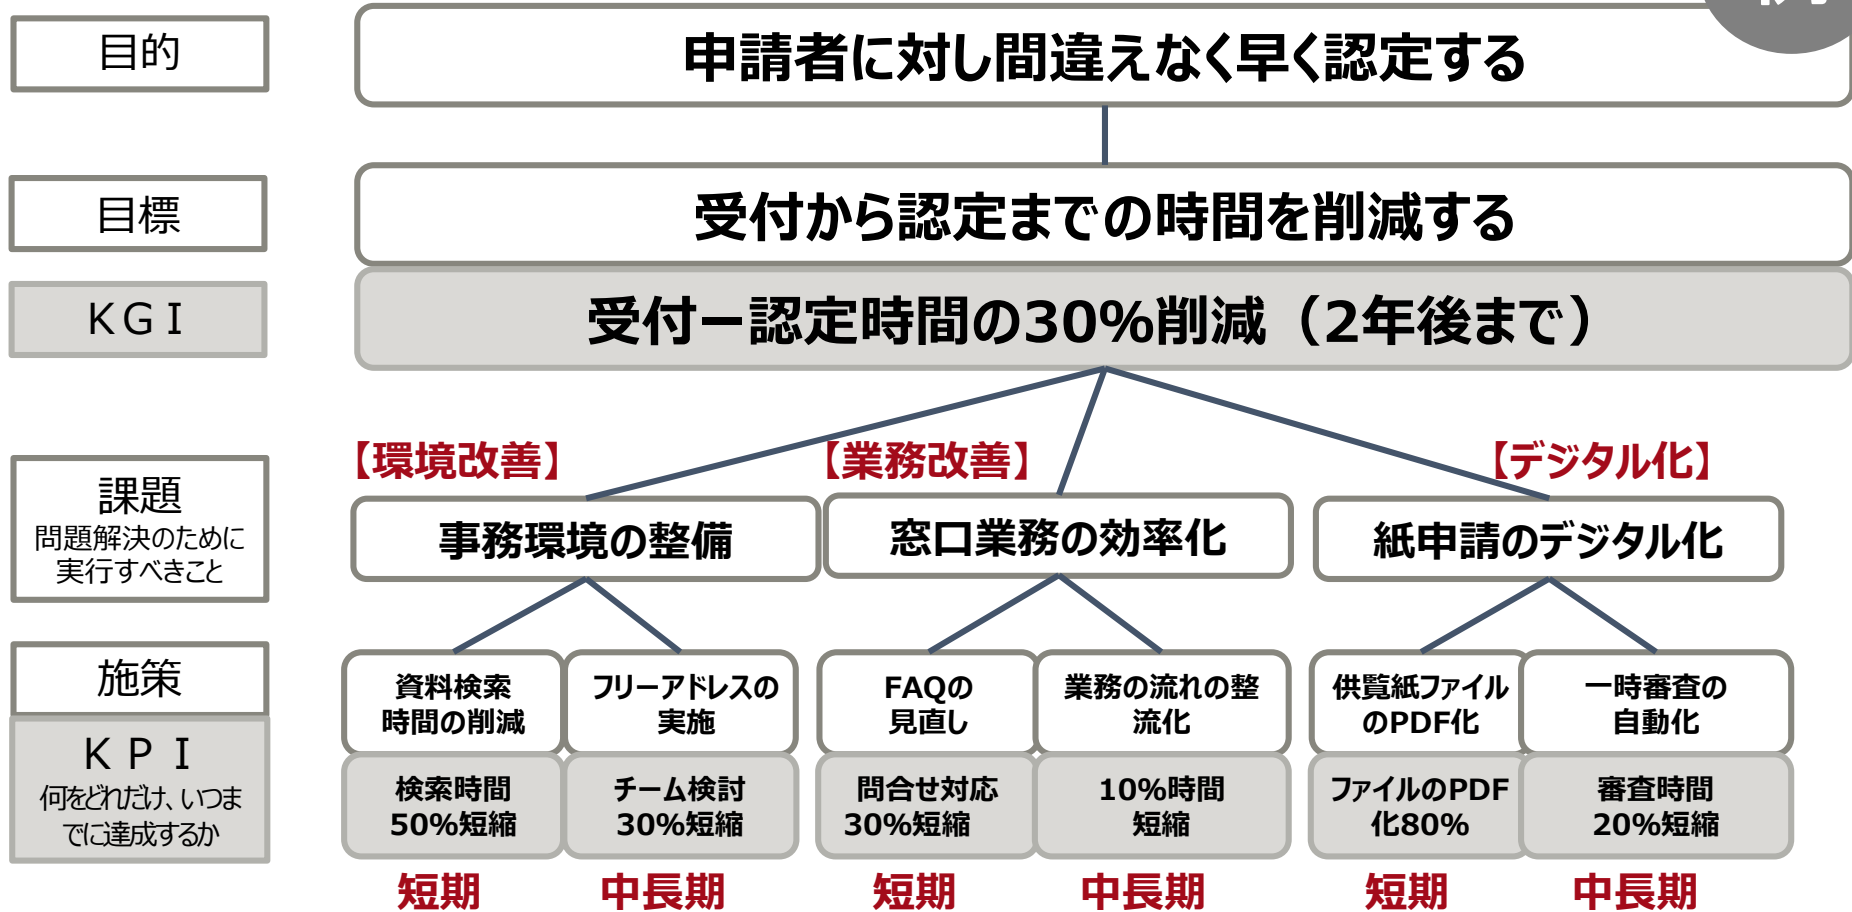 目的
申請者に対し間違えなく早く認定する
目標
受付から認定までの時間を削減する
KGI
受付ー認定時間の30%削減（2年後まで）
【環境改善】
【業務改善】
【デジタル化】
課題
問題解決のために
実行すべきこと
事務環境の整備
窓口業務の効率化
紙申請のデジタル化
施策
資料検索
時間の削減
フリーアドレスの
実施
FAQの
見直し
業務の流れの整
流化
供覧紙ファイル
のPDF化
一時審査の
自動化
KPI
何をどれだけ、いつま
でに達成するか
検索時間
50%短縮
チーム検討
30%短縮
問合せ対応
30%短縮
10%時間
短縮
ファイルのPDF
化80%
審査時間
20%短縮
短期
中長期
短期
中長期
短期
中長期